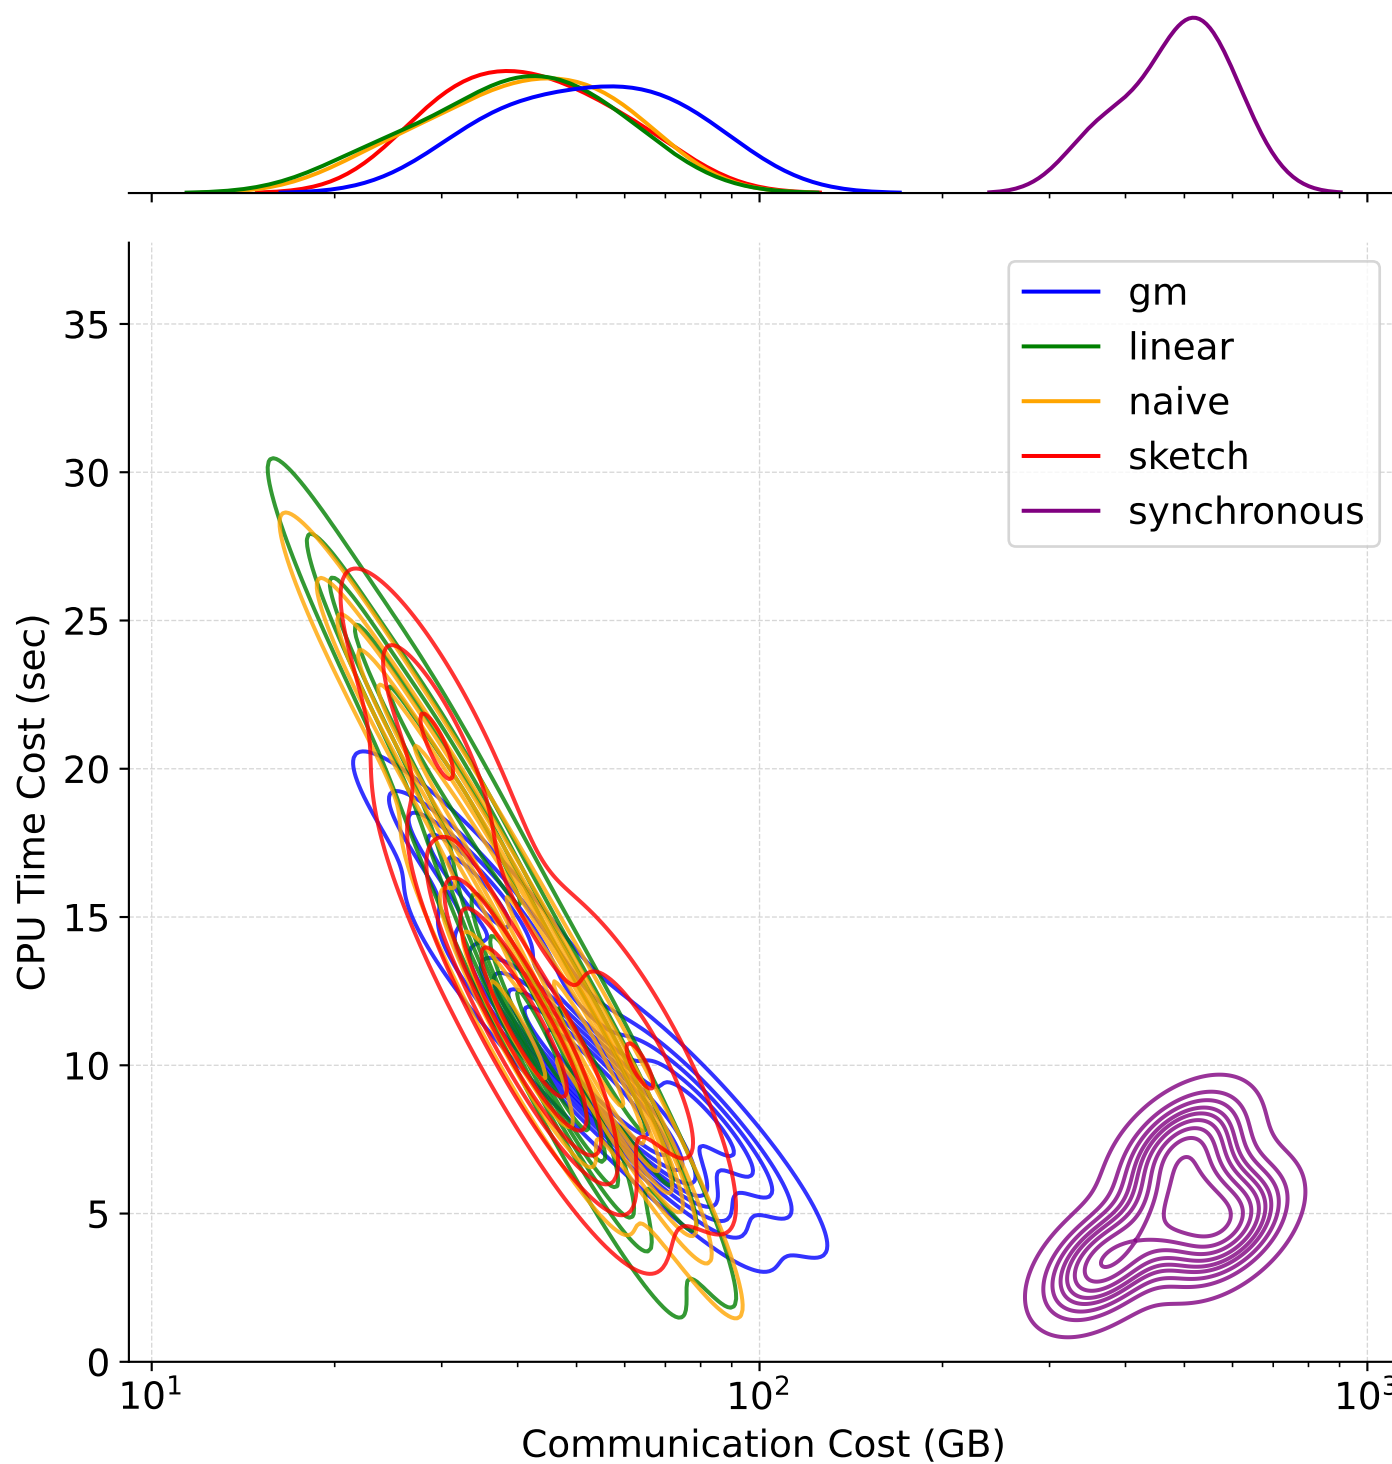 gm
linear
naive
sketch
synchronous
35
30
25
20
15
10
5
0
CPU Time Cost (sec)
10¹
10²
10³
Communication Cost (GB)